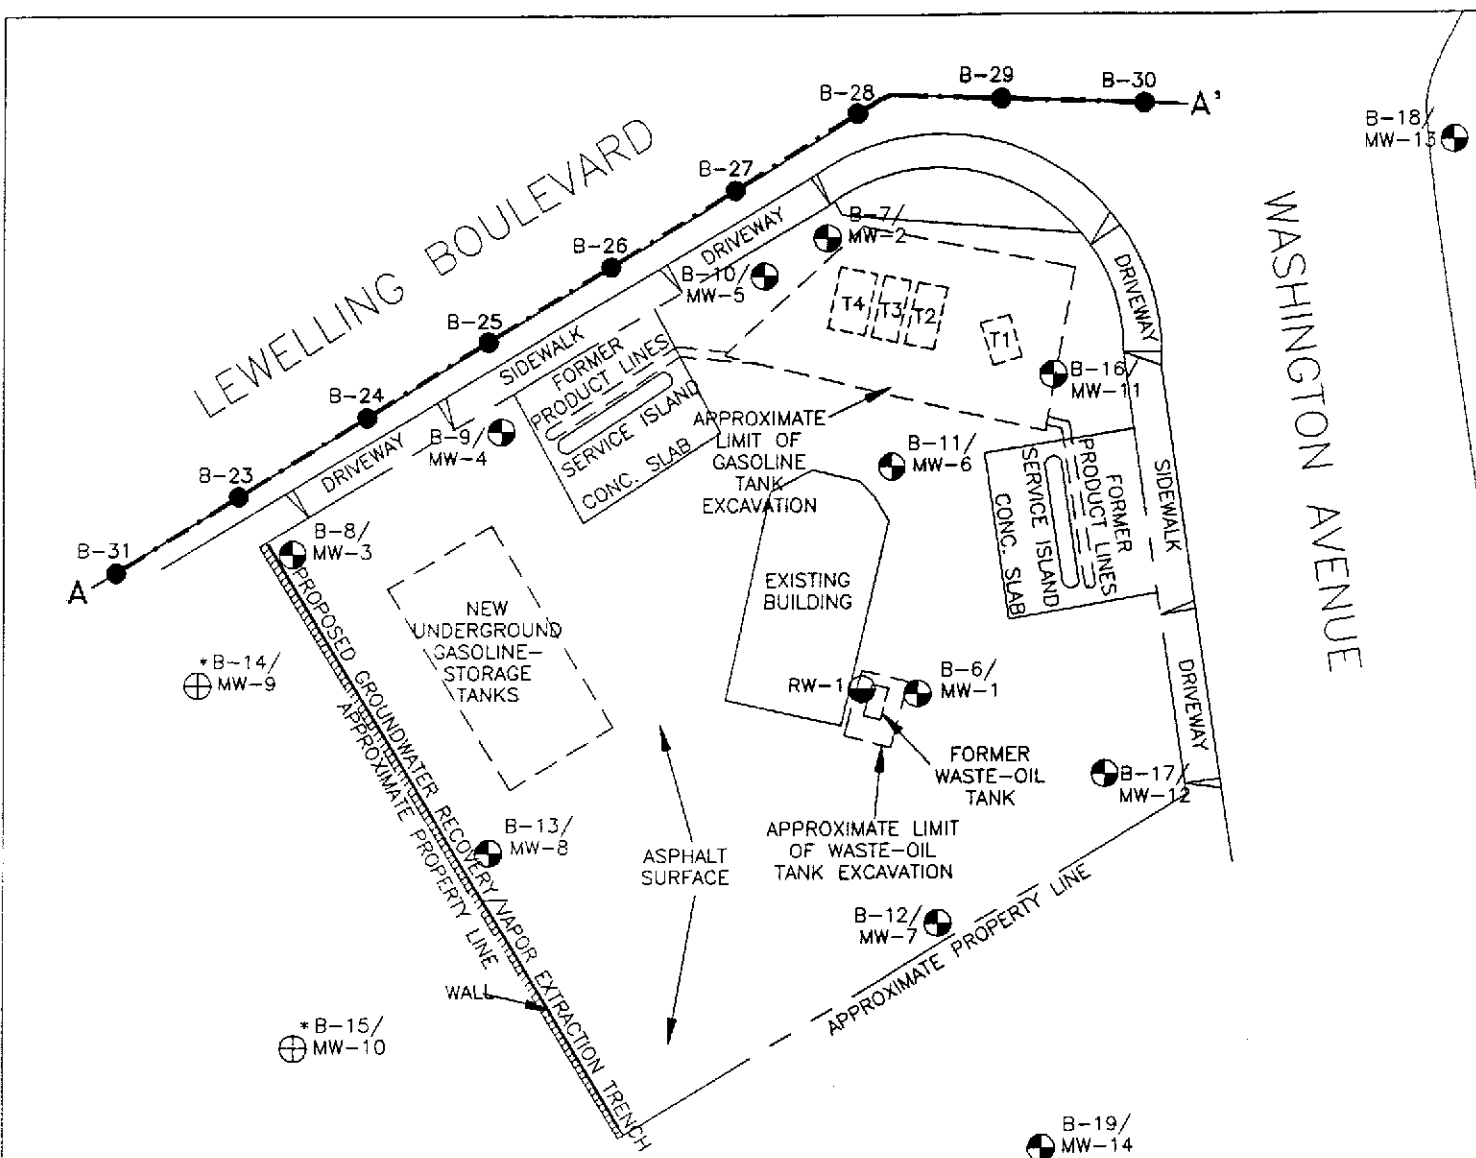 B-29
B-30
B-28
A'
B-18/
MW-13
LEWELLING BOULEVARD
B-27
WASHINGTON AVENUE
B-7/
MW-2
DRIVEWAY
B-26
B-10/
MW-5
DRIVEWAY
T4
T3
T2
T1
B-25
SIDEWALK
FORMER
PRODUCT LINES
SERVICE ISLAND
CONC. SLAB
B-16
MW-11
B-24
APPROXIMATE
LIMIT OF
GASOLINE
TANK
EXCAVATION
B-9/
MW-4
DRIVEWAY
B-11/
MW-6
FORMER
PRODUCT LINES
SERVICE ISLAND
CONC. SLAB
SIDEWALK
B-23
B-8/
MW-3
B-31
A
EXISTING
BUILDING
NEW
UNDERGROUND
GASOLINE-
STORAGE
TANKS
PROPOSED GROUNDWATER RECOVERY/VAPOR EXTRACTION TRENCH
APPROXIMATE PROPERTY LINE
*B-14/
MW-9
RW-1
B-6/
MW-1
DRIVEWAY
FORMER
WASTE-OIL
TANK
B-17/
MW-12
B-13/
MW-8
ASPHALT
SURFACE
APPROXIMATE LIMIT
OF WASTE-OIL
TANK EXCAVATION
B-12/
MW-7
APPROXIMATE PROPERTY LINE
WALL
*B-15/
MW-10
B-19/
MW-14